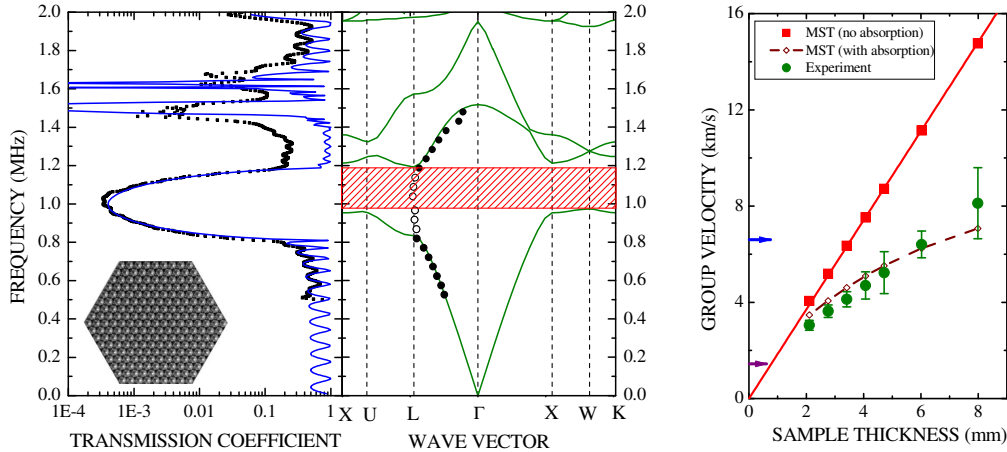 FREQUENCY (MHz)
2.0
1.8
1.6
1.4
1.2
1.0
0.8
0.6
0.4
0.2
0.0
1E-4
1E-3
0.01
0.1
1
TRANSMISSION COEFFICIENT
X U L Γ X W K
WAVE VECTOR
2.0
1.8
1.6
1.4
1.2
1.0
0.8
0.6
0.4
0.2
0.0
GROUP VELOCITY (km/s)
16
12
8
4
0
MST (no absorption)
MST (with absorption)
Experiment
0 2 4 6 8
SAMPLE THICKNESS (mm)